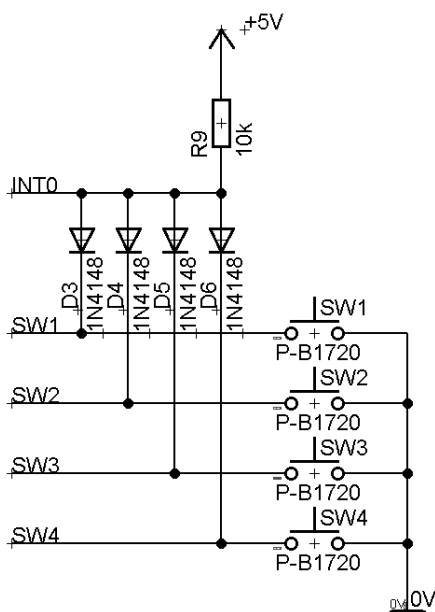 +5V
R9
10k
INT0
D3
1N4148
D4
1N4148
D5
1N4148
D6
1N4148
SW1
SW1
P-B1720
SW2
SW2
P-B1720
SW3
SW3
P-B1720
SW4
SW4
P-B1720
0V
0V